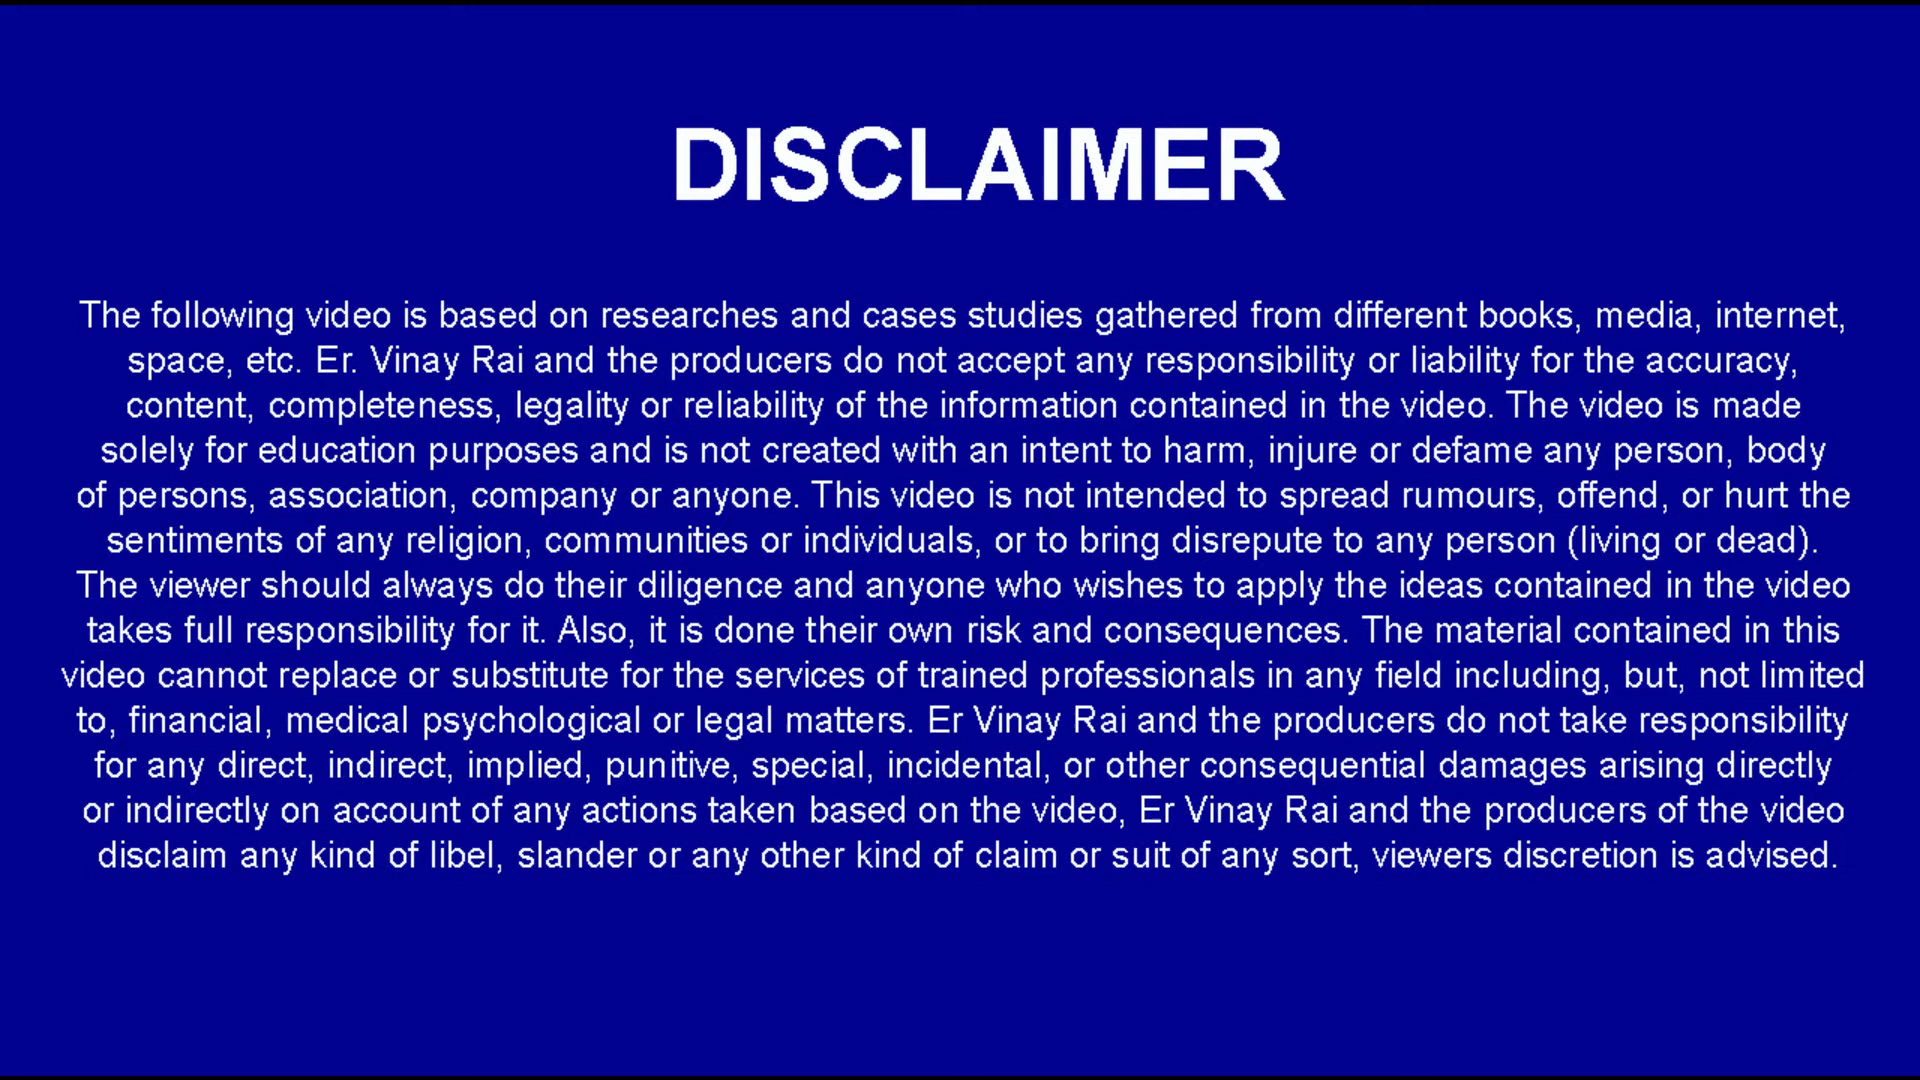 DISCLAIMER
The following video is based on researches and cases studies gathered from different books, media, internet,
space, etc. Er. Vinay Rai and the producers do not accept any responsibility or liability for the accuracy,
content, completeness, legality or reliability of the information contained in the video. The video is made
solely for education purposes and is not created with an intent to harm, injure or defame any person, body
of persons, association, company or anyone. This video is not intended to spread rumours, offend, or hurt the
sentiments of any religion, communities or individuals, or to bring disrepute to any person (living or dead).
The viewer should always do their diligence and anyone who wishes to apply the ideas contained in the video
takes full responsibility for it. Also, it is done their own risk and consequences. The material contained in this
video cannot replace or substitute for the services of trained professionals in any field including, but, not limited
to, financial, medical psychological or legal matters. Er Vinay Rai and the producers do not take responsibility
for any direct, indirect, implied, punitive, special, incidental, or other consequential damages arising directly
or indirectly on account of any actions taken based on the video, Er Vinay Rai and the producers of the video
disclaim any kind of libel, slander or any other kind of claim or suit of any sort, viewers discretion is advised.